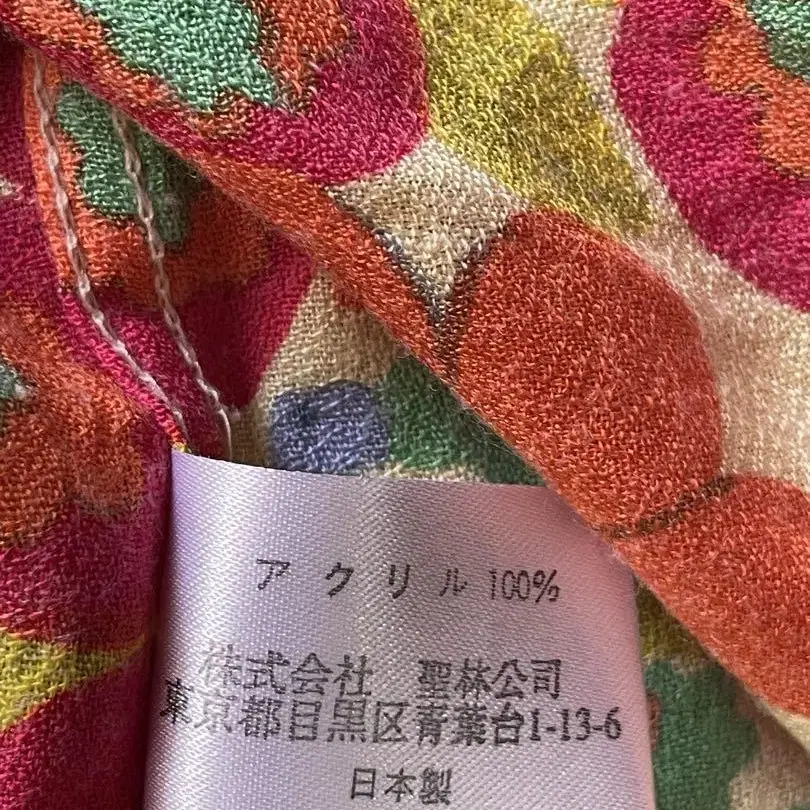 アクリル 100%
株式会社 聖林公司
東京都目黒区青葉台1-13-6
日本製